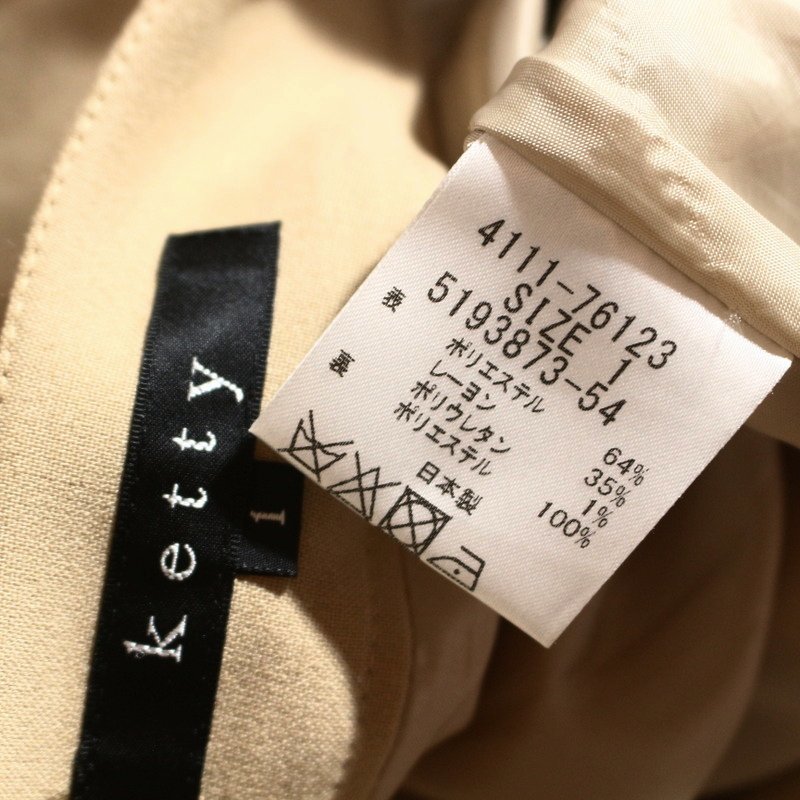 ketty
1
4111-76123
SIZE 1
5193873-54
表 ポリエステル 64%
レーヨン 35%
ポリウレタン 1%
裏 ポリエステル 100%
日本製